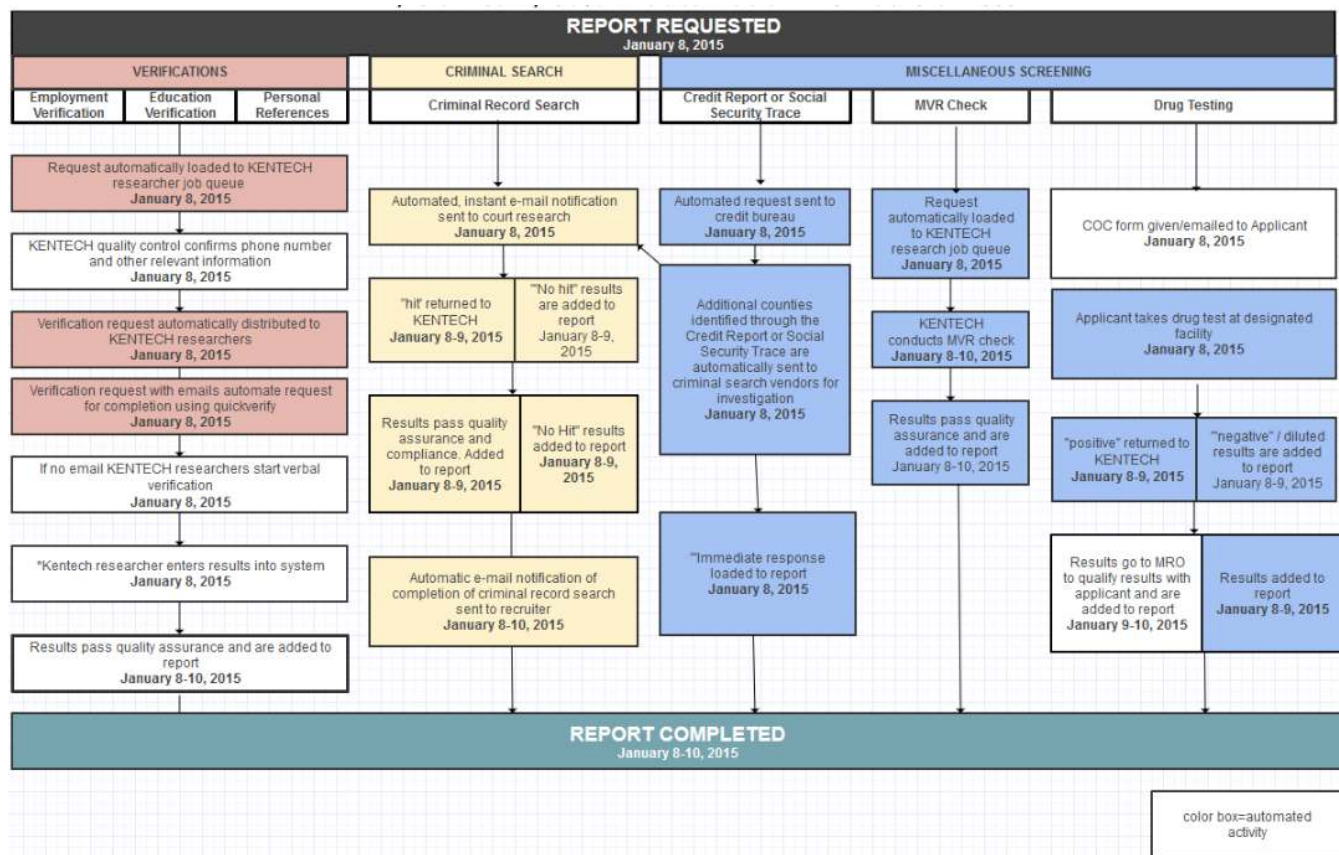 REPORT REQUESTED
January 8, 2015
VERIFICATIONS
CRIMINAL SEARCH
MISCELLANEOUS SCREENING
Employment
Verification
Education
Verification
Personal
References
Criminal Record Search
Credit Report or Social
Security Trace
MVR Check
Drug Testing
Request automatically loaded to KENTECH
researcher job queue
January 8, 2015
KENTECH quality control confirms phone number
and other relevant information
January 8, 2015
Verification request automatically distributed to
KENTECH researchers
January 8, 2015
Verification request with emails automate request
for completion using quickverify
January 8, 2015
If no email KENTECH researchers start verbal
verification
January 8, 2015
*Kentech researcher enters results into system
January 8, 2015
Results pass quality assurance and are added to
report
January 8-10, 2015
Automated, instant e-mail notification
sent to court research
January 8, 2015
"hit' returned to
KENTECH
January 8-9, 2015
"'No hit" results
are added to
report
January 8-9,
2015
Results pass quality
assurance and
compliance. Added
to report
January 8-9, 2015
"No Hit" results
added to report
January 8-9,
2015
Automatic e-mail notification of
completion of criminal record search
sent to recruiter
January 8-10, 2015
Automated request sent to
credit bureau
January 8, 2015
Additional counties
identified through the
Credit Report or Social
Security Trace are
automatically sent to
criminal search vendors for
investigation
January 8, 2015
"'Immediate response
loaded to report
January 8, 2015
Request
automatically loaded
to KENTECH
research job queue
January 8, 2015
KENTECH
conducts MVR check
January 8-10, 2015
Results pass quality
assurance and are
added to report
January 8-10, 2015
COC form given/emailed to Applicant
January 8, 2015
Applicant takes drug test at designated
facility
January 8, 2015
"positive" returned to
KENTECH
January 8-9, 2015
"'negative" / diluted
results are added
to report
January 8-9, 2015
Results go to MRO
to qualify results with
applicant and are
added to report
January 9-10, 2015
Results added to
report
January 8-9, 2015
REPORT COMPLETED
January 8-10, 2015
color box=automated
activity